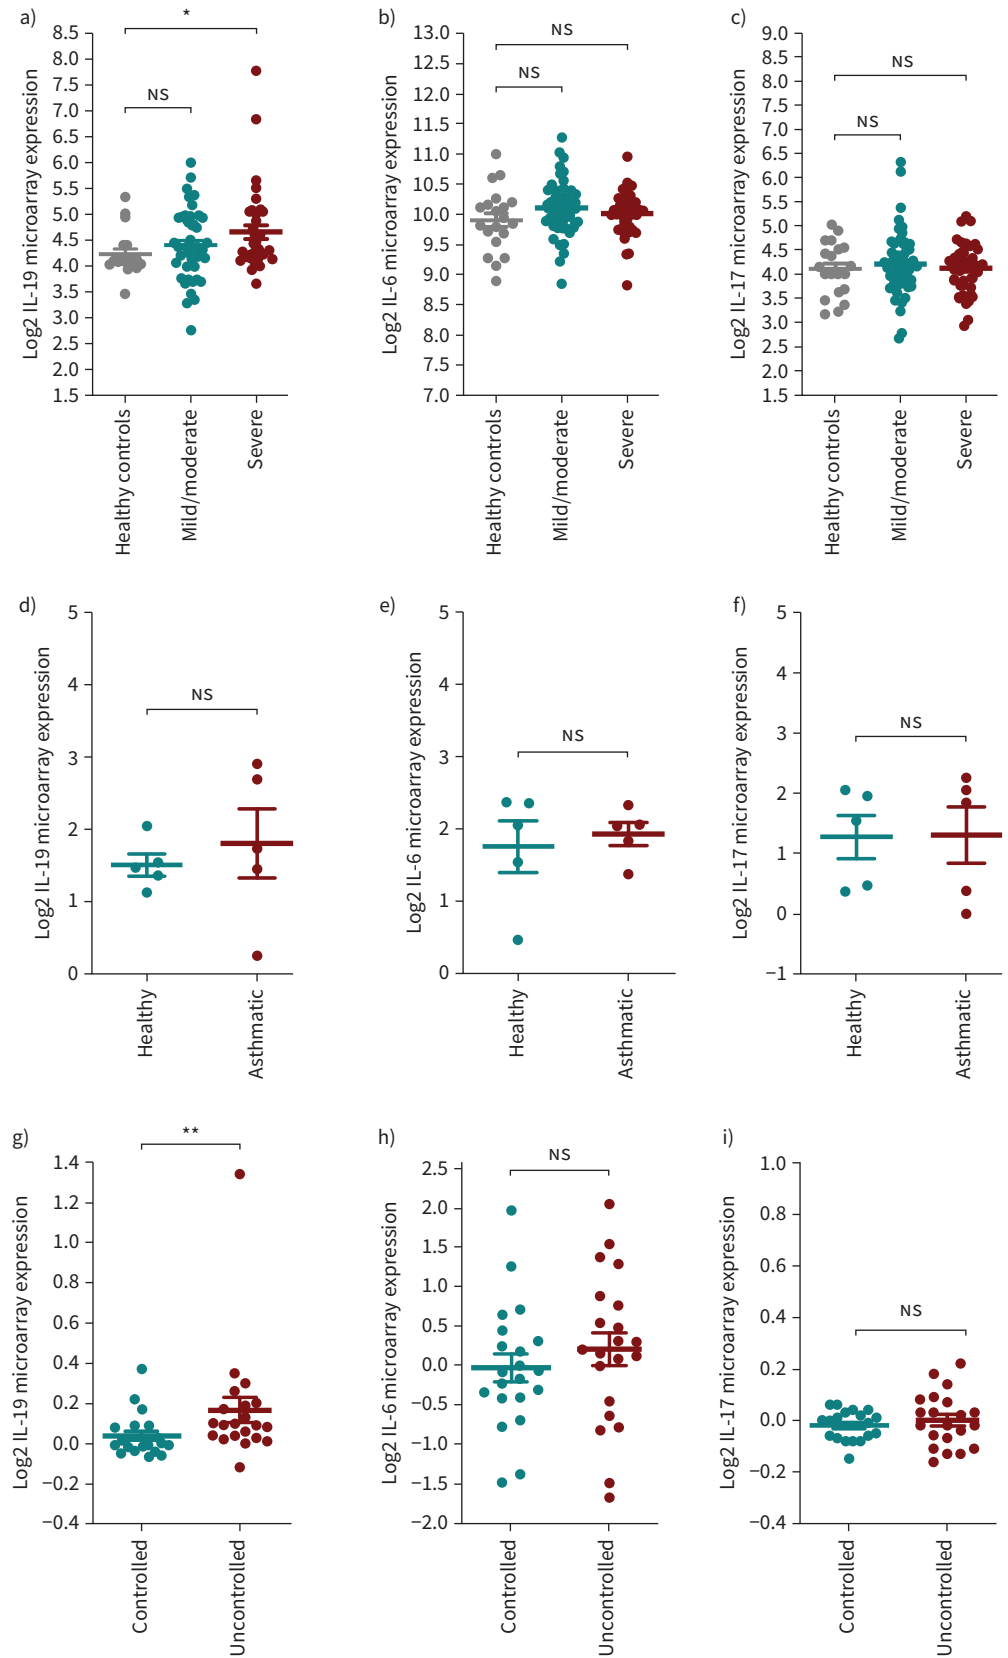 a)
*
NS
Log2 IL-19 microarray expression
8.5
8.0
7.5
7.0
6.5
6.0
5.5
5.0
4.5
4.0
3.5
3.0
2.5
2.0
1.5
Healthy controls
Mild/moderate
Severe
b)
NS
NS
Log2 IL-6 microarray expression
13.0
12.5
12.0
11.5
11.0
10.5
10.0
9.5
9.0
8.5
8.0
7.5
7.0
Healthy controls
Mild/moderate
Severe
c)
NS
NS
Log2 IL-17 microarray expression
9.0
8.5
8.0
7.5
7.0
6.5
6.0
5.5
5.0
4.5
4.0
3.5
3.0
2.5
2.0
1.5
Healthy controls
Mild/moderate
Severe
d)
NS
Log2 IL-19 microarray expression
5
4
3
2
1
0
Healthy
Asthmatic
e)
NS
Log2 IL-6 microarray expression
5
4
3
2
1
0
Healthy
Asthmatic
f)
NS
Log2 IL-17 microarray expression
5
4
3
2
1
0
−1
Healthy
Asthmatic
g)
**
Log2 IL-19 microarray expression
1.4
1.2
1.0
0.8
0.6
0.4
0.2
0.0
−0.2
−0.4
Controlled
Uncontrolled
h)
NS
Log2 IL-6 microarray expression
2.5
2.0
1.5
1.0
0.5
0.0
−0.5
−1.0
−1.5
−2.0
Controlled
Uncontrolled
i)
NS
Log2 IL-17 microarray expression
1.0
0.8
0.6
0.4
0.2
0.0
−0.2
−0.4
Controlled
Uncontrolled